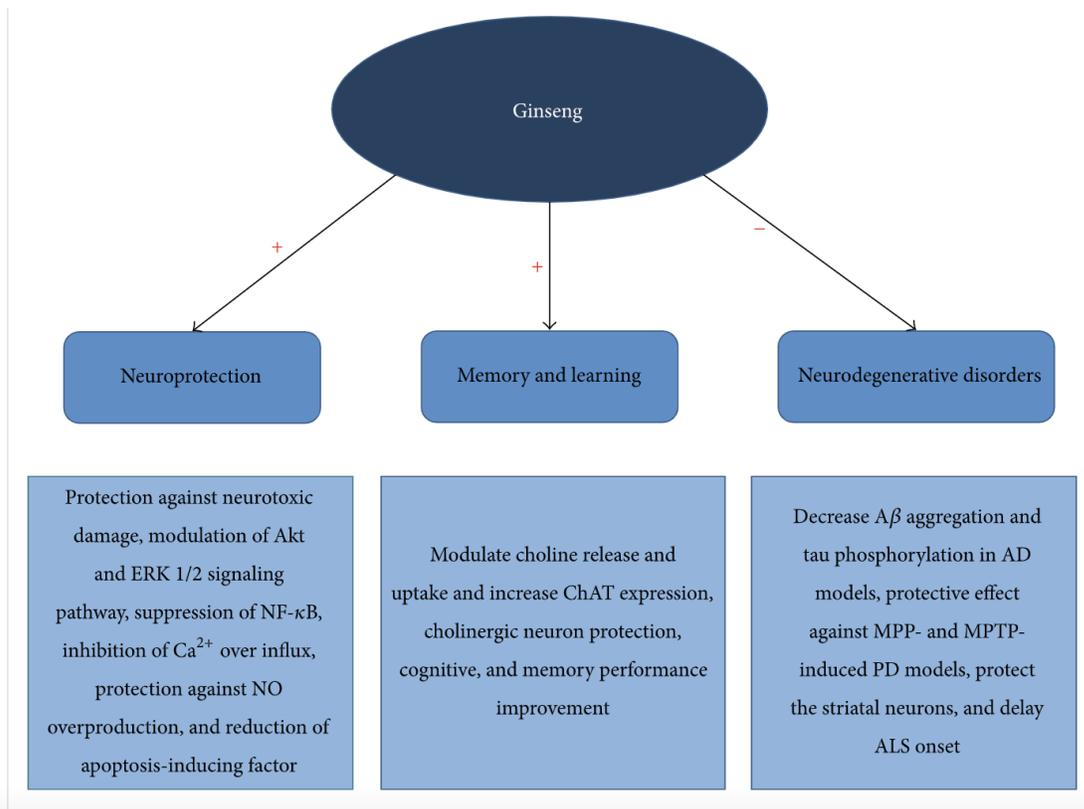 Ginseng
+
+
−
Neuroprotection
Memory and learning
Neurodegenerative disorders
Protection against neurotoxic
damage, modulation of Akt
and ERK 1/2 signaling
pathway, suppression of NF-κB,
inhibition of Ca²⁺ over influx,
protection against NO
overproduction, and reduction of
apoptosis-inducing factor
Modulate choline release and
uptake and increase ChAT expression,
cholinergic neuron protection,
cognitive, and memory performance
improvement
Decrease Aβ aggregation and
tau phosphorylation in AD
models, protective effect
against MPP- and MPTP-
induced PD models, protect
the striatal neurons, and delay
ALS onset